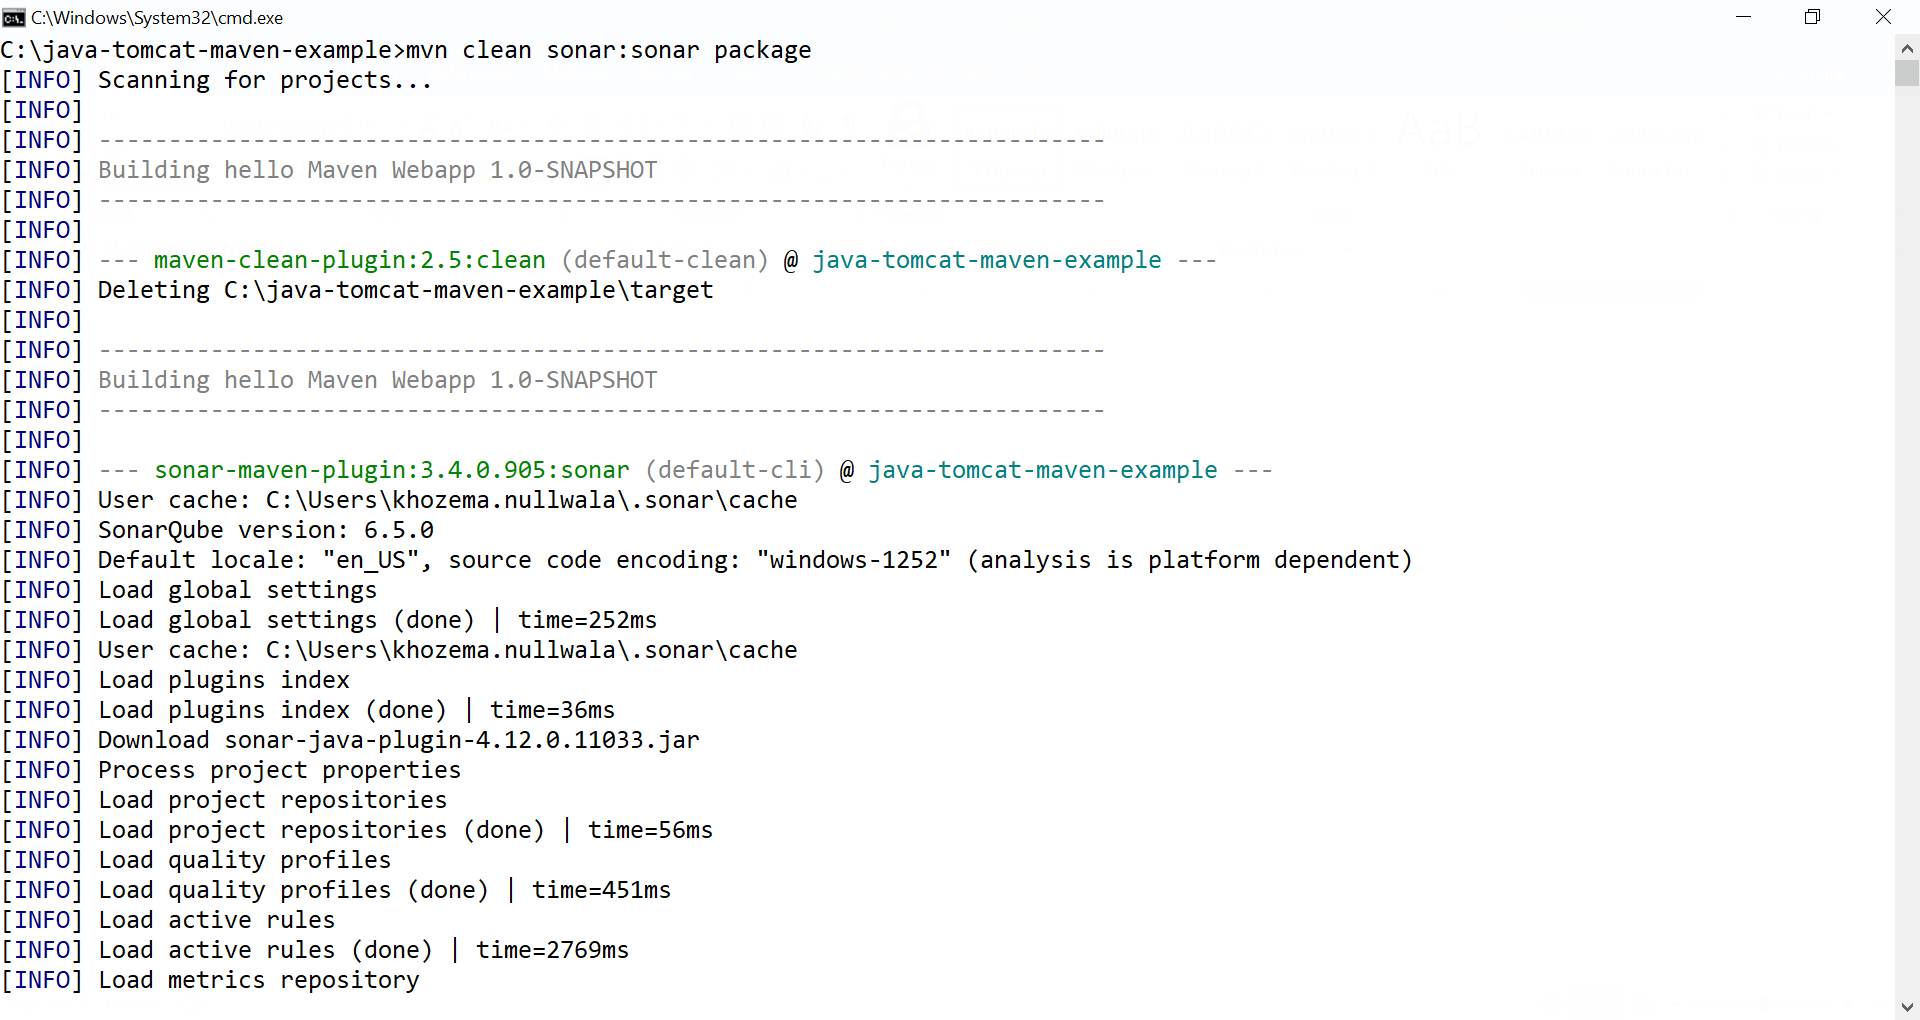 C:\Windows\System32\cmd.exe
C:\java-tomcat-maven-example>mvn clean sonar:sonar package
[INFO] Scanning for projects...
[INFO]
[INFO] ------------------------------------------------------------------------
[INFO] Building hello Maven Webapp 1.0-SNAPSHOT
[INFO] ------------------------------------------------------------------------
[INFO]
[INFO] --- maven-clean-plugin:2.5:clean (default-clean) @ java-tomcat-maven-example ---
[INFO] Deleting C:\java-tomcat-maven-example\target
[INFO]
[INFO] ------------------------------------------------------------------------
[INFO] Building hello Maven Webapp 1.0-SNAPSHOT
[INFO] ------------------------------------------------------------------------
[INFO]
[INFO] --- sonar-maven-plugin:3.4.0.905:sonar (default-cli) @ java-tomcat-maven-example ---
[INFO] User cache: C:\Users\khozema.nullwala\.sonar\cache
[INFO] SonarQube version: 6.5.0
[INFO] Default locale: "en_US", source code encoding: "windows-1252" (analysis is platform dependent)
[INFO] Load global settings
[INFO] Load global settings (done) | time=252ms
[INFO] User cache: C:\Users\khozema.nullwala\.sonar\cache
[INFO] Load plugins index
[INFO] Load plugins index (done) | time=36ms
[INFO] Download sonar-java-plugin-4.12.0.11033.jar
[INFO] Process project properties
[INFO] Load project repositories
[INFO] Load project repositories (done) | time=56ms
[INFO] Load quality profiles
[INFO] Load quality profiles (done) | time=451ms
[INFO] Load active rules
[INFO] Load active rules (done) | time=2769ms
[INFO] Load metrics repository